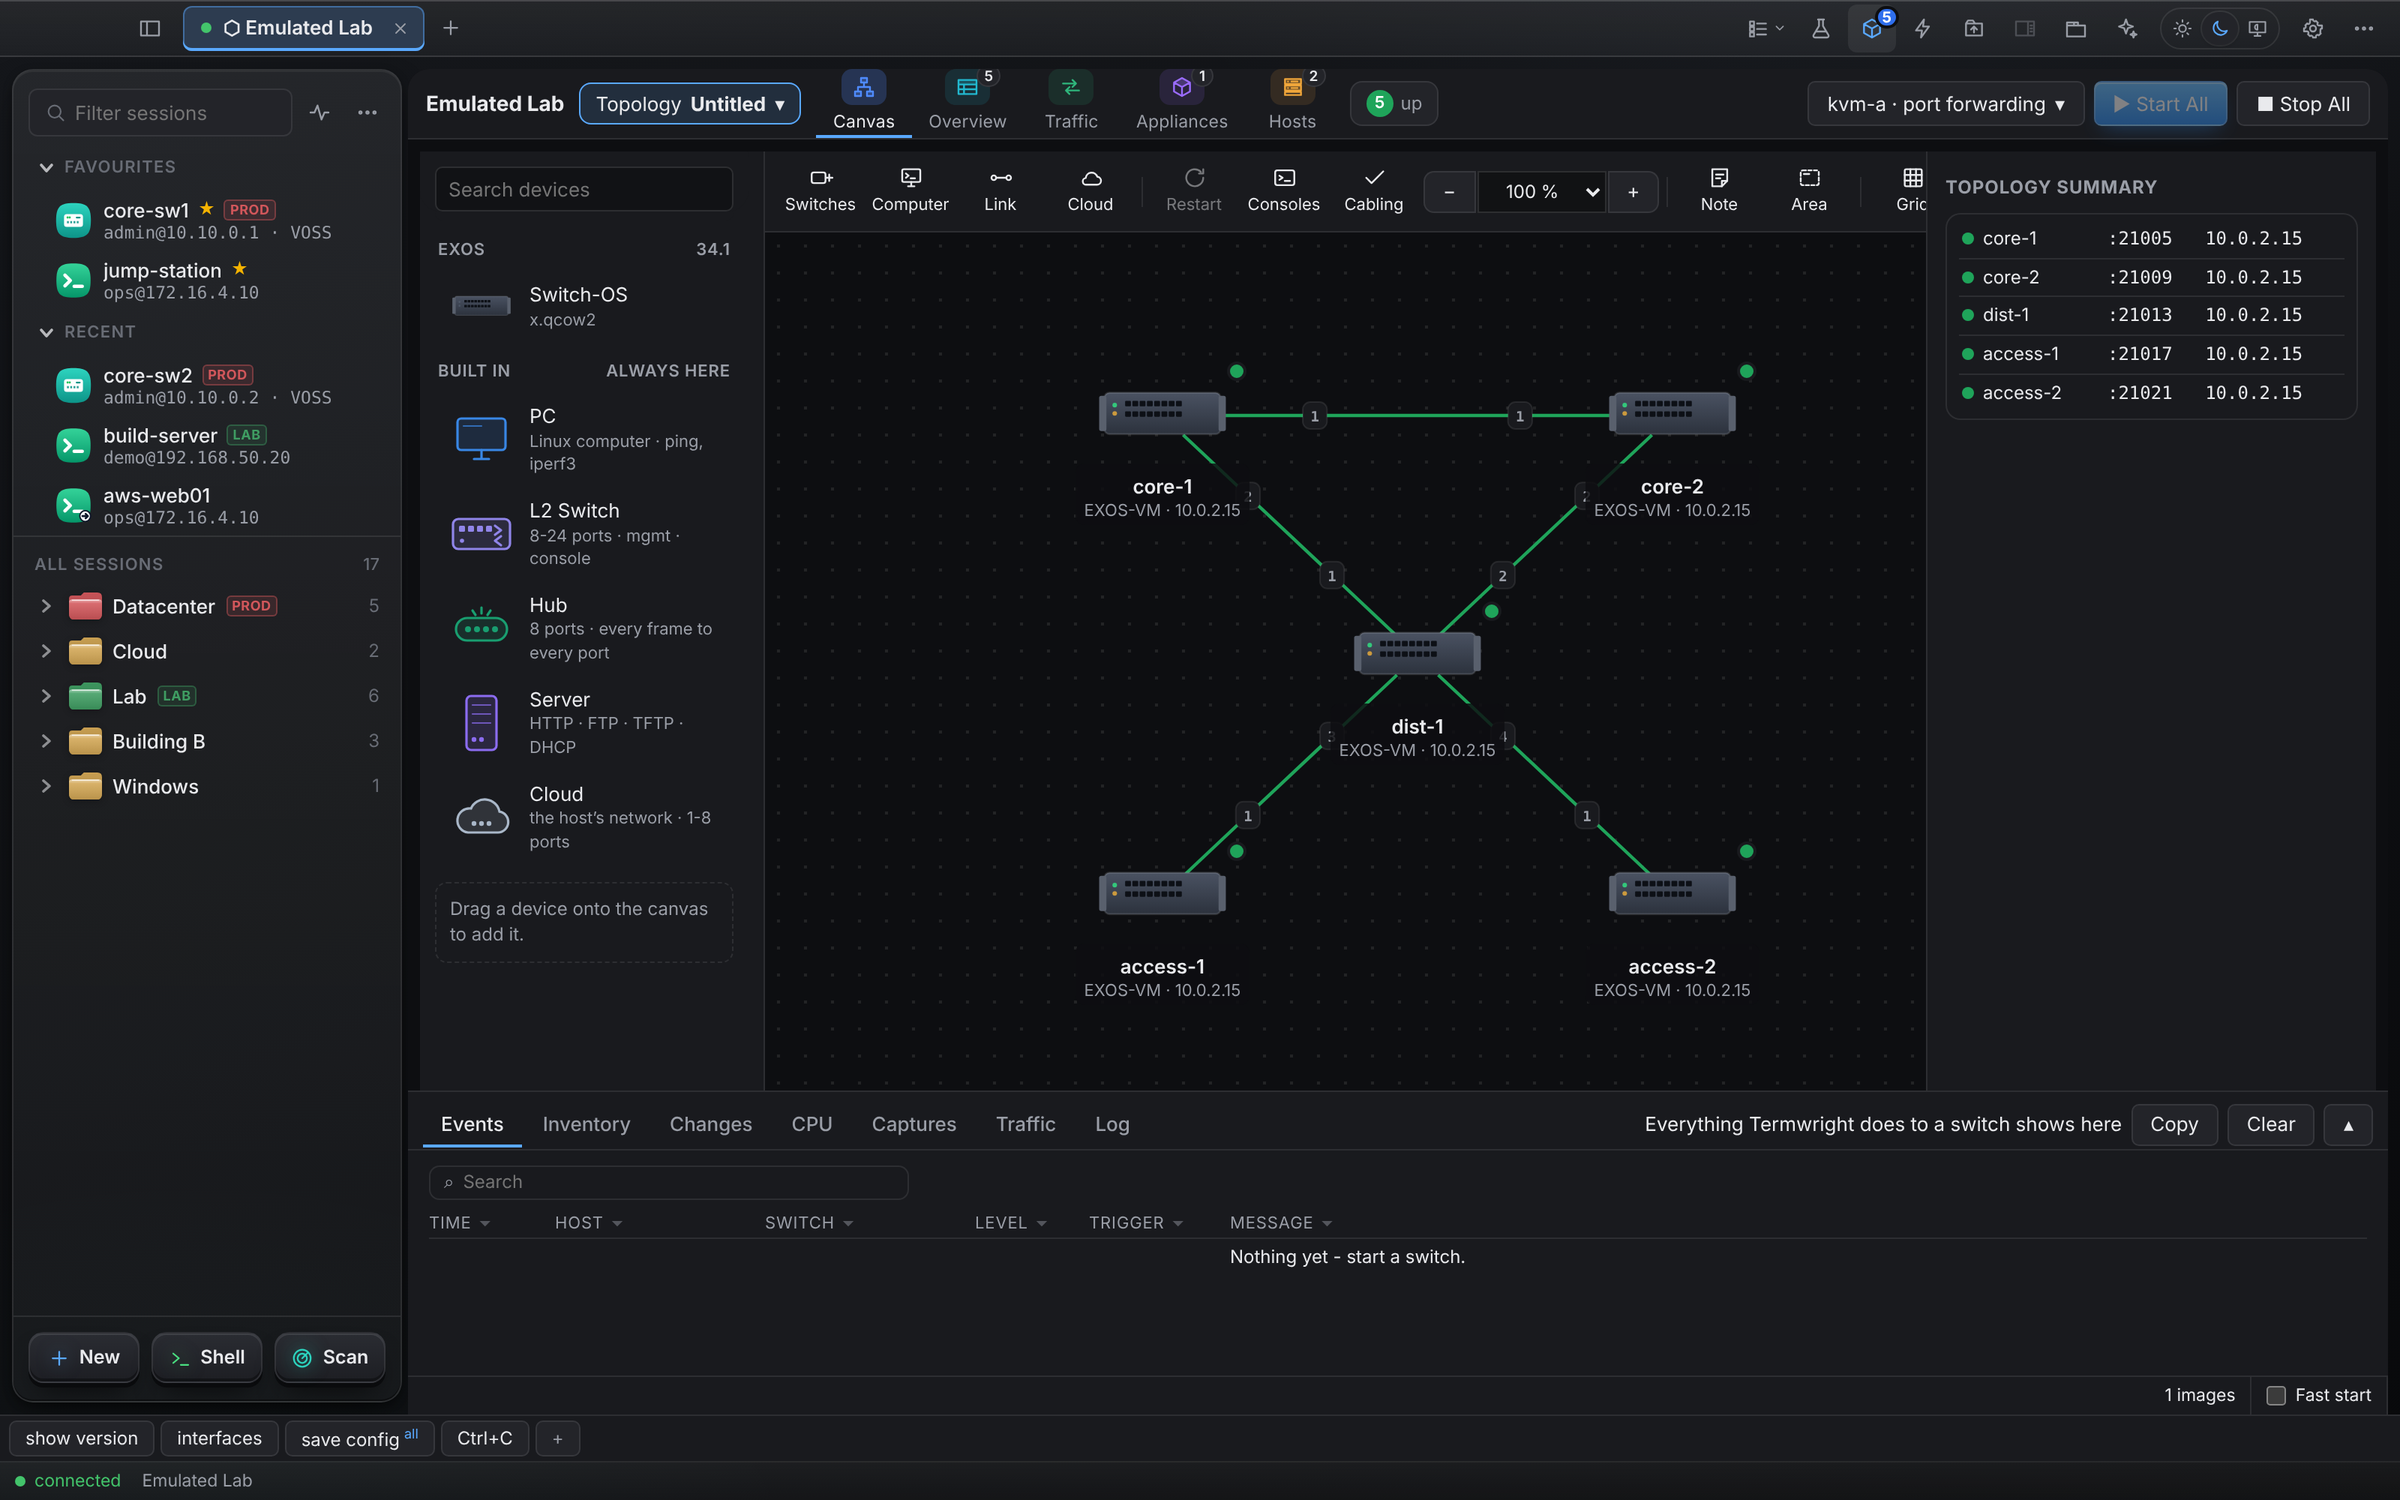 Emulated Lab
5
Filter sessions
FAVOURITES
core-sw1 ★ PROD
admin@10.10.0.1 · VOSS
jump-station ★
ops@172.16.4.10
RECENT
core-sw2 PROD
admin@10.10.0.2 · VOSS
build-server LAB
demo@192.168.50.20
aws-web01
ops@172.16.4.10
ALL SESSIONS 17
Datacenter PROD 5
Cloud 2
Lab LAB 6
Building B 3
Windows 1
New
Shell
Scan
Emulated Lab
Topology Untitled ▾
Canvas
5
Overview
Traffic
1
Appliances
2
Hosts
5 up
kvm-a · port forwarding ▾
Start All
Stop All
Search devices
EXOS 34.1
Switch-OS
x.qcow2
BUILT IN ALWAYS HERE
PC
Linux computer · ping,
iperf3
L2 Switch
8-24 ports · mgmt ·
console
Hub
8 ports · every frame to
every port
Server
HTTP · FTP · TFTP ·
DHCP
Cloud
the host's network · 1-8
ports
Drag a device onto the canvas
to add it.
Switches
Computer
Link
Cloud
Restart
Consoles
Cabling
− 100 % +
Note
Area
Grid
1 1
core-1
EXOS-VM · 10.0.2.15
2
2
core-2
EXOS-VM · 10.0.2.15
1 2
dist-1
EXOS-VM · 10.0.2.15
3
4
1 1
access-1
EXOS-VM · 10.0.2.15
access-2
EXOS-VM · 10.0.2.15
TOPOLOGY SUMMARY
core-1 :21005 10.0.2.15
core-2 :21009 10.0.2.15
dist-1 :21013 10.0.2.15
access-1 :21017 10.0.2.15
access-2 :21021 10.0.2.15
Events Inventory Changes CPU Captures Traffic Log
Everything Termwright does to a switch shows here
Copy
Clear
Search
TIME HOST SWITCH LEVEL TRIGGER MESSAGE
Nothing yet - start a switch.
1 images
Fast start
show version
interfaces
save config all
Ctrl+C
+
connected Emulated Lab